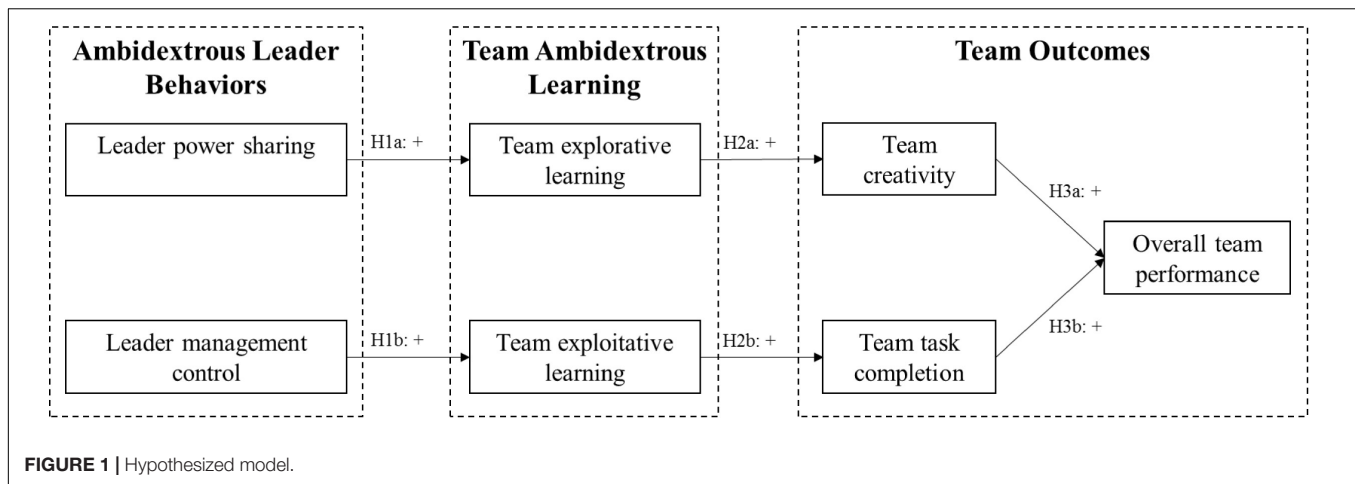 Ambidextrous Leader
Behaviors
Team Ambidextrous
Learning
Team Outcomes
Leader power sharing
H1a: +
Team explorative
learning
H2a: +
Team
creativity
H3a: +
Overall team
performance
Leader management
control
H1b: +
Team exploitative
learning
H2b: +
Team task
completion
H3b: +
FIGURE 1 | Hypothesized model.